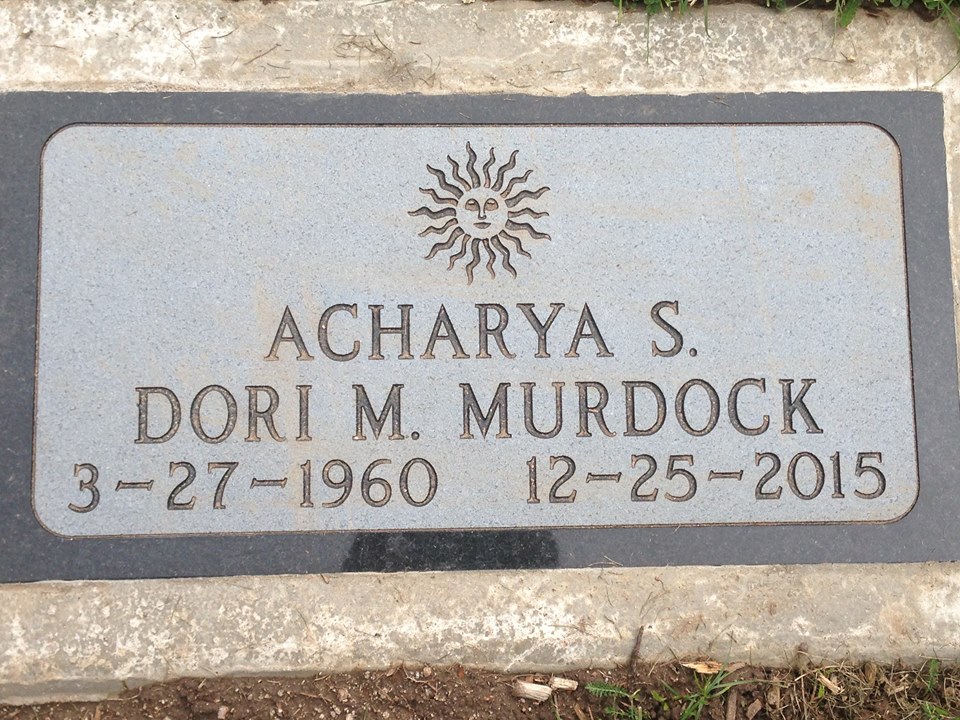 ACHARYA S.
DORI M. MURDOCK
3-27-1960 12-25-2015